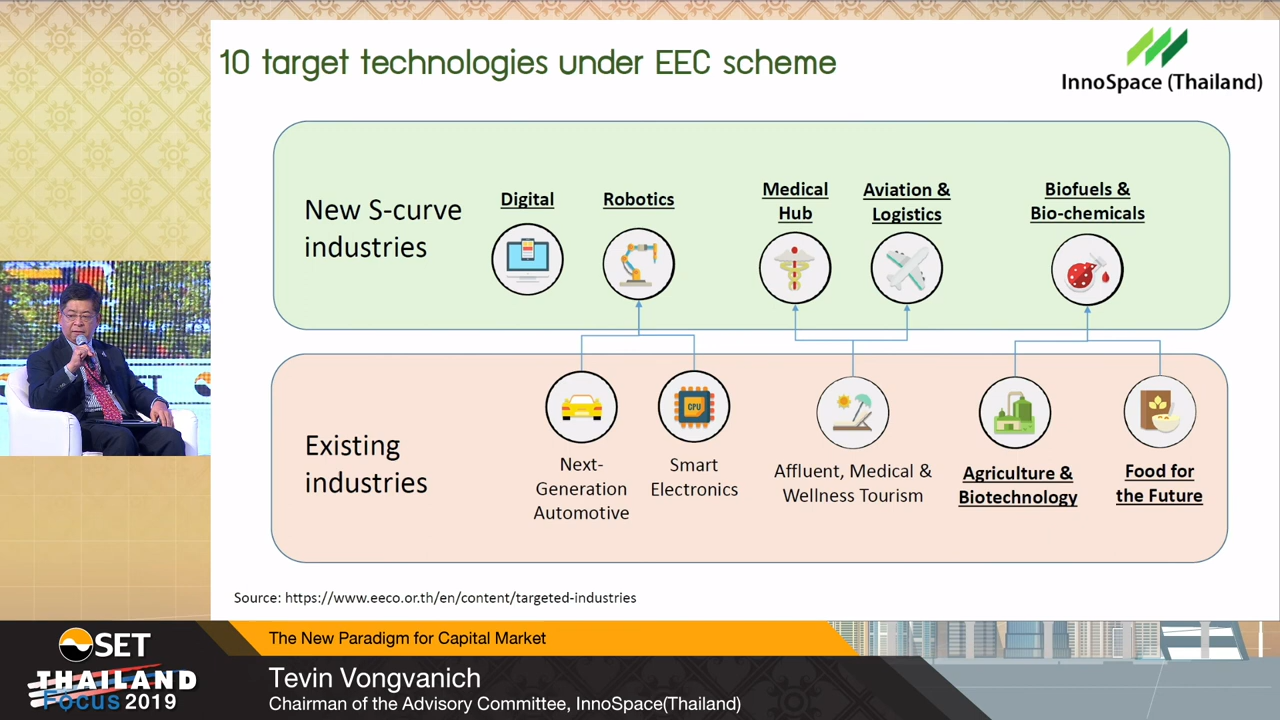 10 target technologies under EEC scheme
InnoSpace (Thailand)
New S-curve
industries
Digital
Robotics
Medical
Hub
Aviation &
Logistics
Biofuels &
Bio-chemicals
Existing
industries
Next-
Generation
Automotive
CPU
Smart
Electronics
Affluent, Medical &
Wellness Tourism
Agriculture &
Biotechnology
Food for
the Future
Source: https://www.eeco.or.th/en/content/targeted-industries
SET
THAILAND
FOCUS 2019
The New Paradigm for Capital Market
Tevin Vongvanich
Chairman of the Advisory Committee, InnoSpace(Thailand)